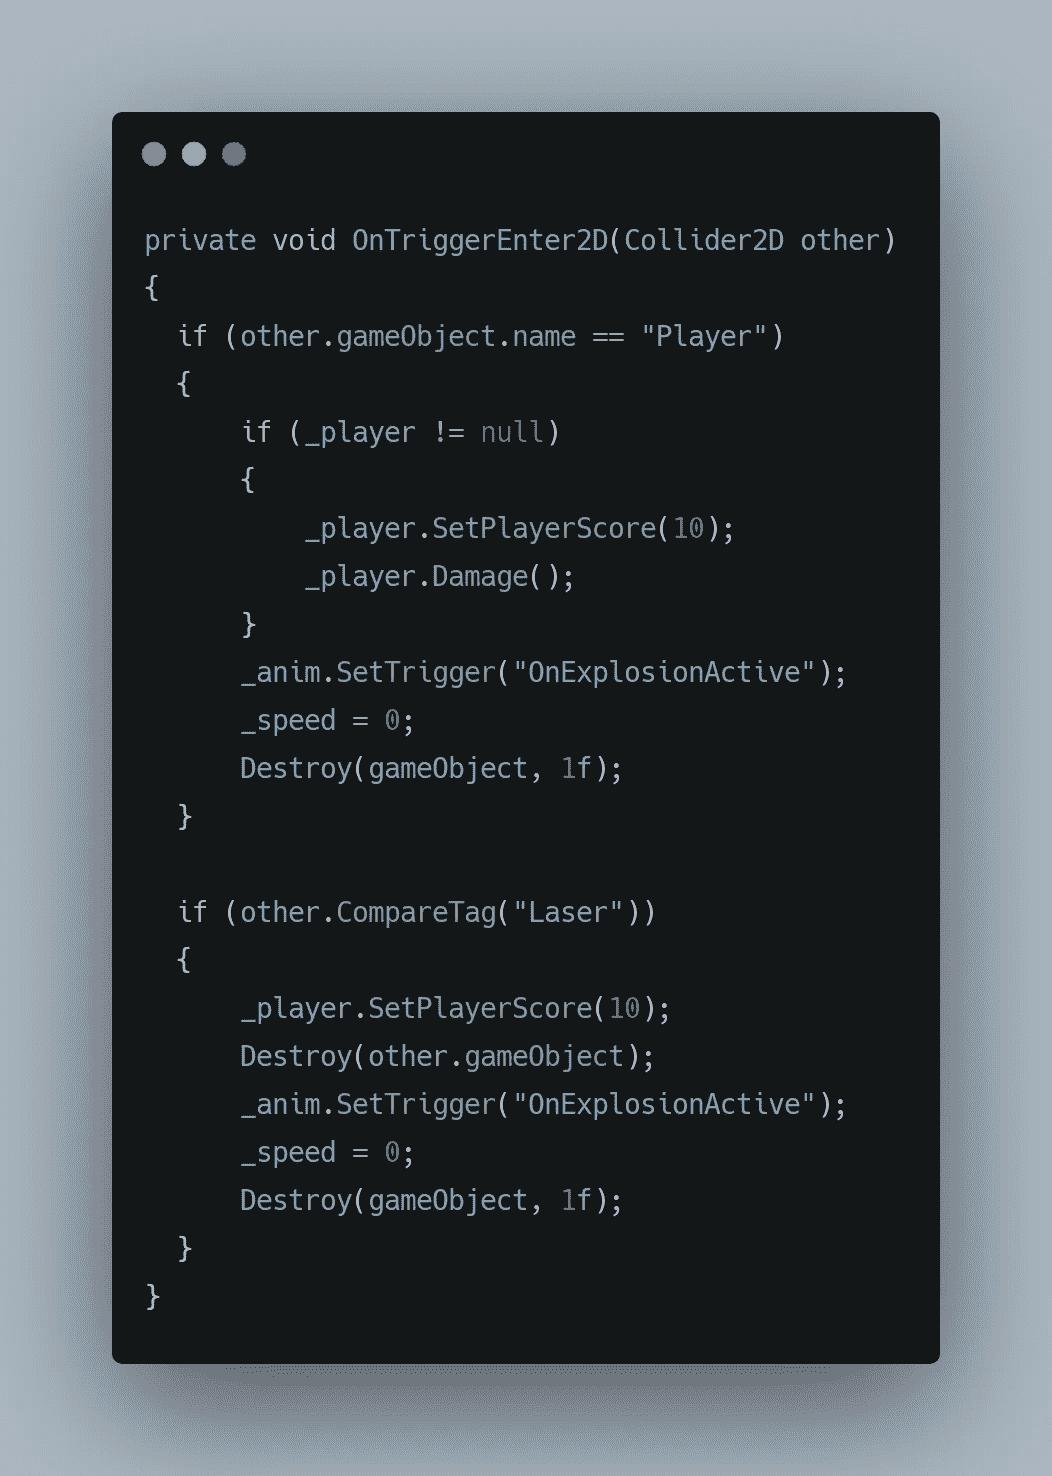 private void OnTriggerEnter2D(Collider2D other)
{
  if (other.gameObject.name == "Player")
  {
      if (_player != null)
      {
          _player.SetPlayerScore(10);
          _player.Damage();
      }
      _anim.SetTrigger("OnExplosionActive");
      _speed = 0;
      Destroy(gameObject, 1f);
  }

  if (other.CompareTag("Laser"))
  {
      _player.SetPlayerScore(10);
      Destroy(other.gameObject);
      _anim.SetTrigger("OnExplosionActive");
      _speed = 0;
      Destroy(gameObject, 1f);
  }
}